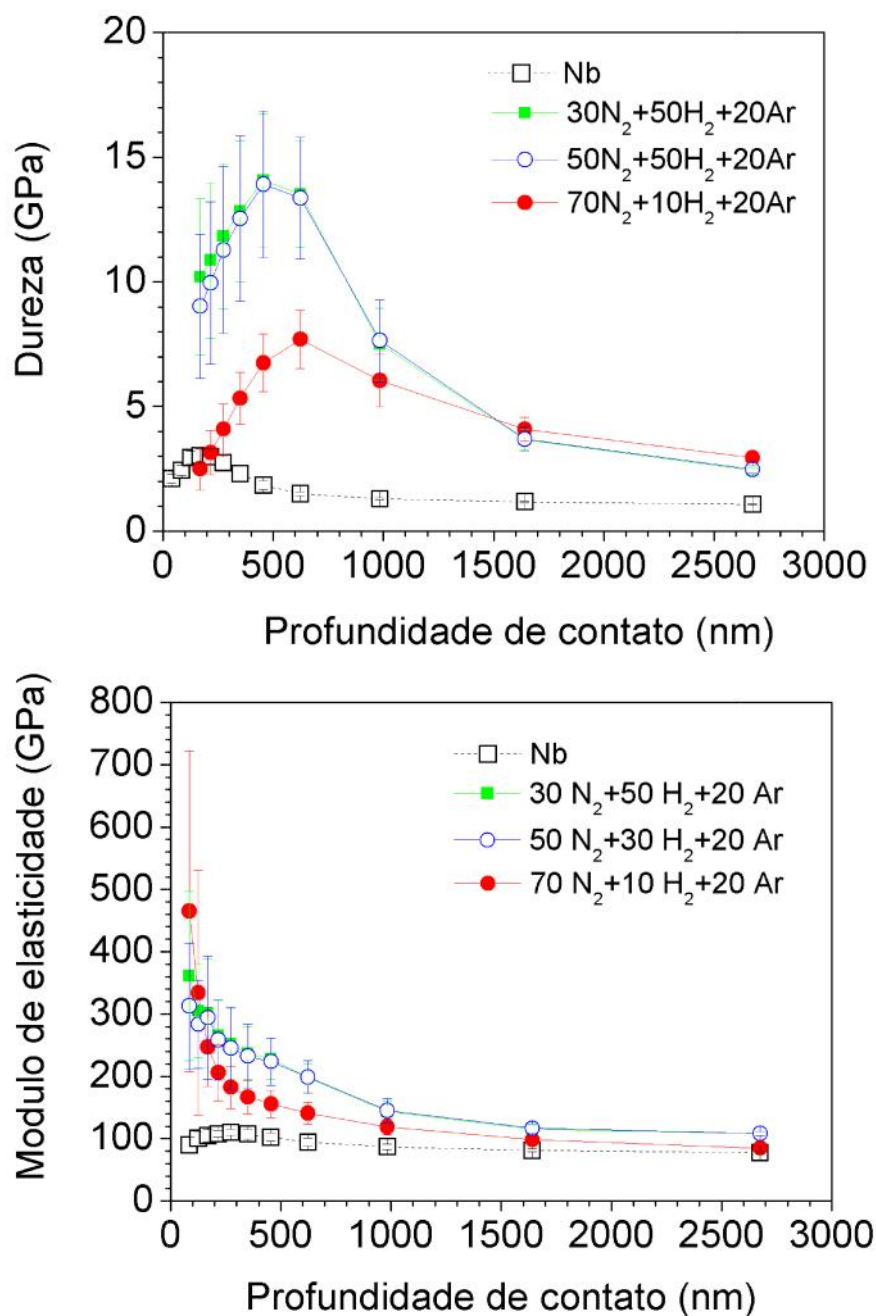 20
15
10
5
0
Dureza (GPa)
Nb
30N₂+50H₂+20Ar
50N₂+50H₂+20Ar
70N₂+10H₂+20Ar
0 500 1000 1500 2000 2500 3000
Profundidade de contato (nm)
800
700
600
500
400
300
200
100
0
Modulo de elasticidade (GPa)
Nb
30 N₂+50 H₂+20 Ar
50 N₂+30 H₂+20 Ar
70 N₂+10 H₂+20 Ar
0 500 1000 1500 2000 2500 3000
Profundidade de contato (nm)